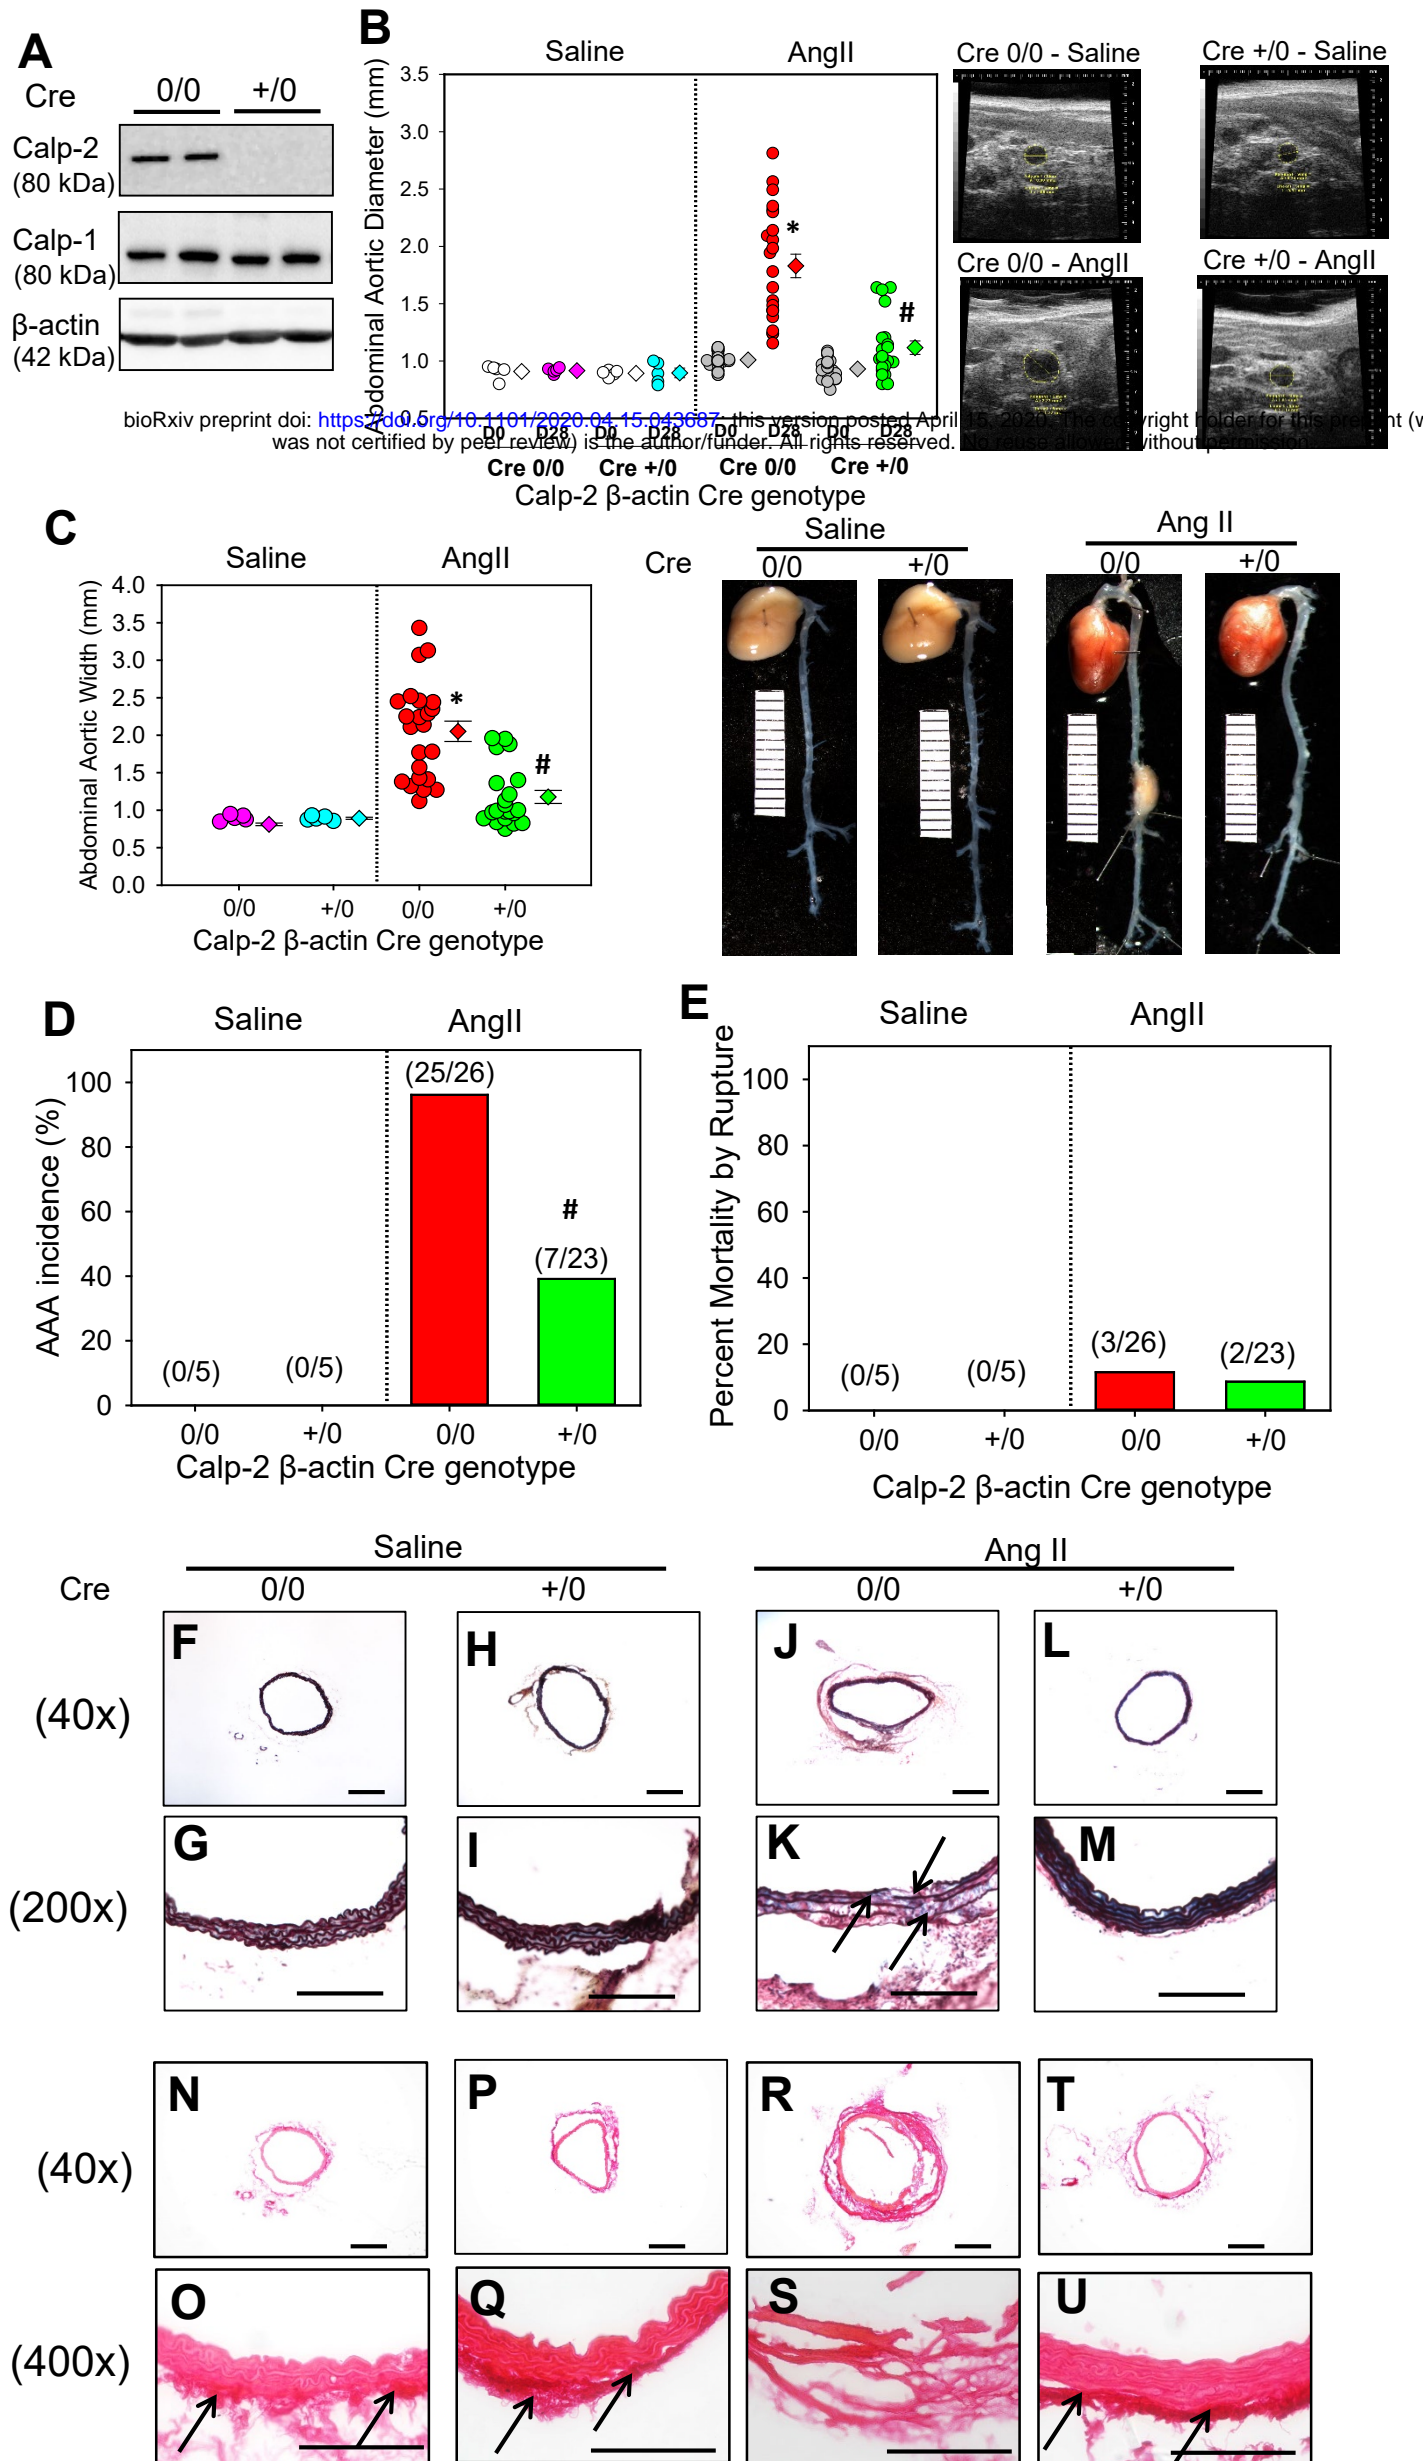 A
Cre
0/0
+/0
Calp-2
(80 kDa)
Calp-1
(80 kDa)
β-actin
(42 kDa)
B
Saline
AngII
Abdominal Aortic Diameter (mm)
3.5
3.0
2.5
2.0
1.5
1.0
0.5
*
#
D0 D28 D0 D28 D0 D28 D0 D28
Cre 0/0 Cre +/0 Cre 0/0 Cre +/0
Calp-2 β-actin Cre genotype
Cre 0/0 - Saline
Cre +/0 - Saline
Cre 0/0 - AngII
Cre +/0 - AngII
bioRxiv preprint doi: https://doi.org/10.1101/2020.04.15.043687; this version posted April 15, 2020. The copyright holder for this preprint (w
was not certified by peer review) is the author/funder. All rights reserved. No reuse allowed without permission.
C
Saline
AngII
Abdominal Aortic Width (mm)
4.0
3.5
3.0
2.5
2.0
1.5
1.0
0.5
0.0
*
#
0/0 +/0 0/0 +/0
Calp-2 β-actin Cre genotype
Saline
Ang II
Cre 0/0 +/0 0/0 +/0
D
Saline
AngII
AAA incidence (%)
100
80
60
40
20
0
(0/5) (0/5) (25/26) (7/23)
#
0/0 +/0 0/0 +/0
Calp-2 β-actin Cre genotype
E
Saline
AngII
Percent Mortality by Rupture
100
80
60
40
20
0
(0/5) (0/5) (3/26) (2/23)
0/0 +/0 0/0 +/0
Calp-2 β-actin Cre genotype
Saline
Ang II
Cre 0/0 +/0 0/0 +/0
(40x) F H J L
(200x) G I K M
(40x) N P R T
(400x) O Q S U